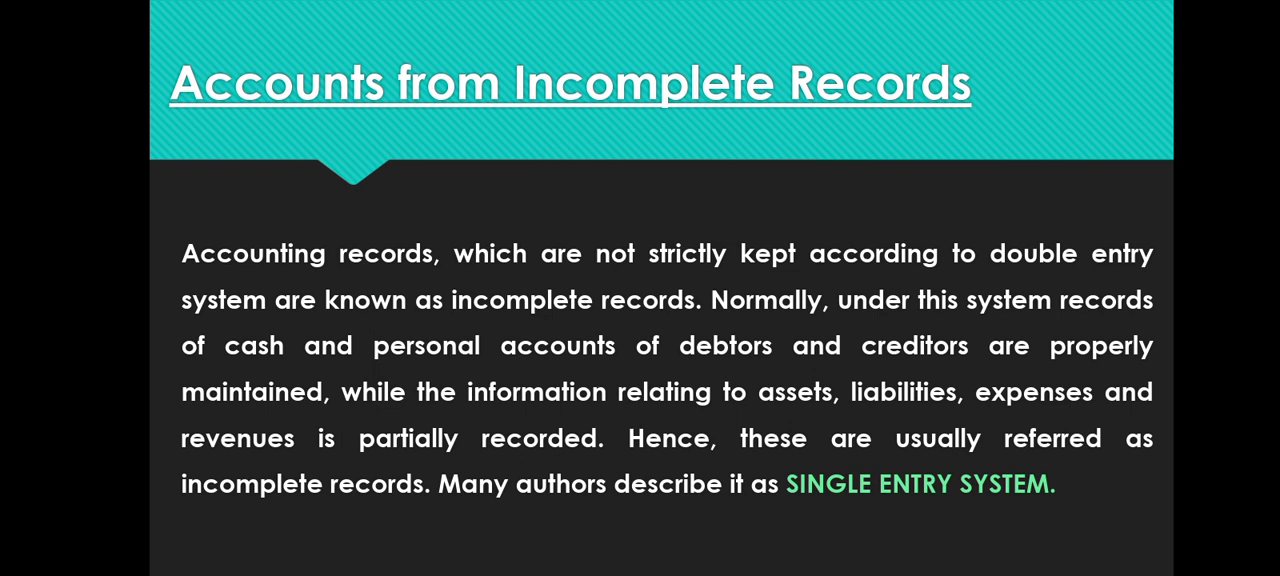 Accounts from Incomplete Records
Accounting records, which are not strictly kept according to double entry
system are known as incomplete records. Normally, under this system records
of cash and personal accounts of debtors and creditors are properly
maintained, while the information relating to assets, liabilities, expenses and
revenues is partially recorded. Hence, these are usually referred as
incomplete records. Many authors describe it as SINGLE ENTRY SYSTEM.